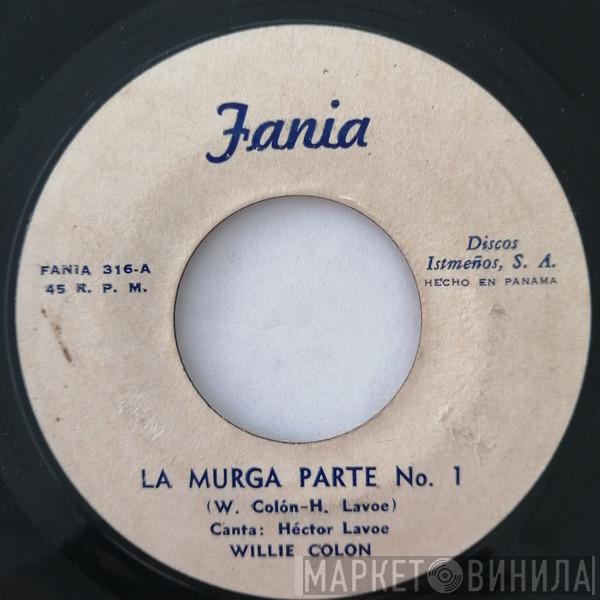 Fania
FANIA 316-A
45 R. P. M.
Discos
Istmeños, S. A.
HECHO EN PANAMA
LA MURGA PARTE No. 1
(W. Colón-H. Lavoe)
Canta: Héctor Lavoe
WILLIE COLON
МАРКЕТ ВИНИЛА